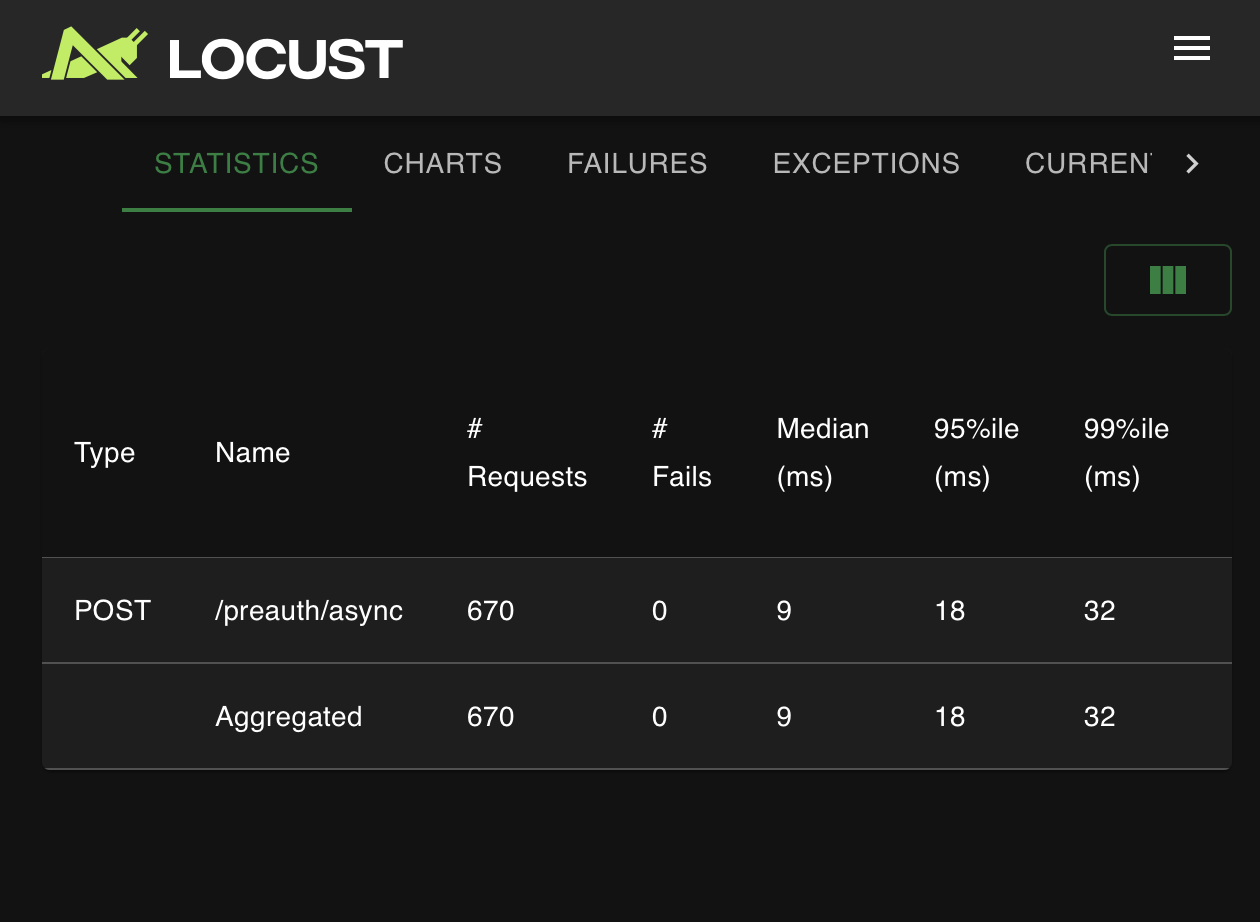 LOCUST
STATISTICS CHARTS FAILURES EXCEPTIONS CURREN
Type Name # Requests # Fails Median (ms) 95%ile (ms) 99%ile (ms)
POST /preauth/async 670 0 9 18 32
Aggregated 670 0 9 18 32